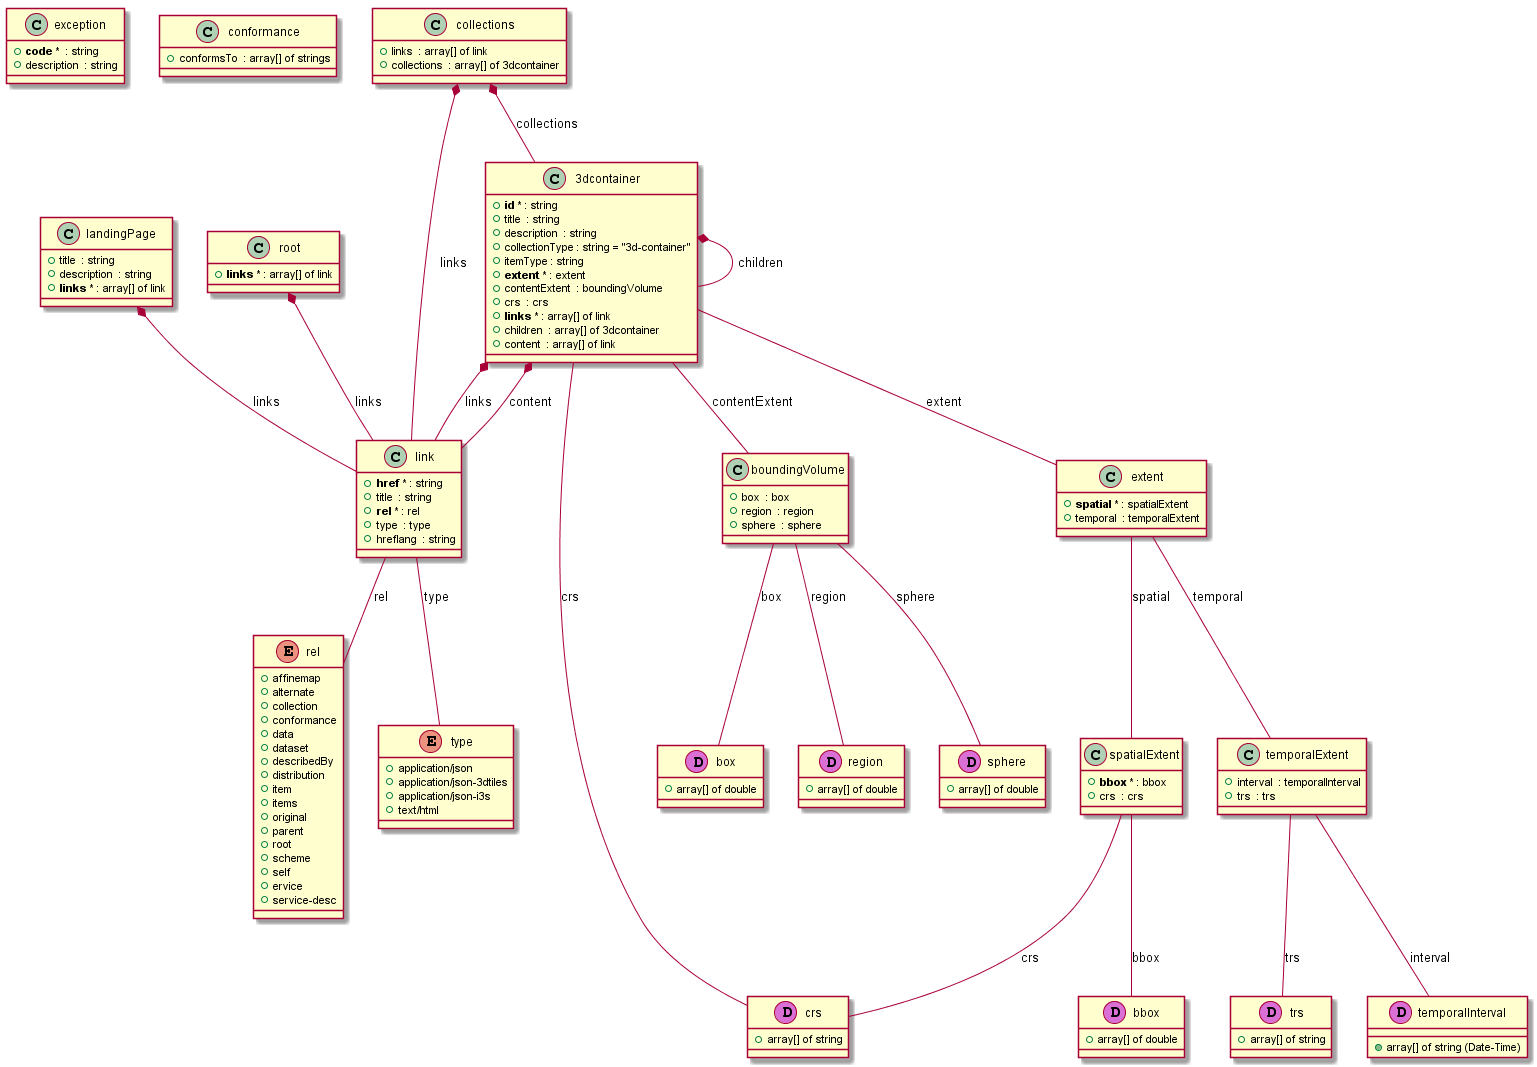 C exception
code * : string
description : string
C conformance
conformsTo : array[] of strings
C collections
links : array[] of link
collections : array[] of 3dcontainer
collections
C 3dcontainer
id * : string
title : string
description : string
collectionType : string = "3d-container"
itemType : string
extent * : extent
contentExtent : boundingVolume
crs : crs
links * : array[] of link
children : array[] of 3dcontainer
content : array[] of link
C landingPage
title : string
description : string
links * : array[] of link
C root
links * : array[] of link
links
children
links
links
links
content
contentExtent
extent
C link
href * : string
title : string
rel * : rel
type : type
hreflang : string
C boundingVolume
box : box
region : region
sphere : sphere
C extent
spatial * : spatialExtent
temporal : temporalExtent
rel
type
crs
box
region
sphere
spatial
temporal
E rel
affinemap
alternate
collection
conformance
data
dataset
describedBy
distribution
item
items
original
parent
root
scheme
self
ervice
service-desc
E type
application/json
application/json-3dtiles
application/json-i3s
text/html
D box
array[] of double
D region
array[] of double
D sphere
array[] of double
C spatialExtent
bbox * : bbox
crs : crs
C temporalExtent
interval : temporalInterval
trs : trs
crs
bbox
trs
interval
D crs
array[] of string
D bbox
array[] of double
D trs
array[] of string
D temporalInterval
array[] of string (Date-Time)